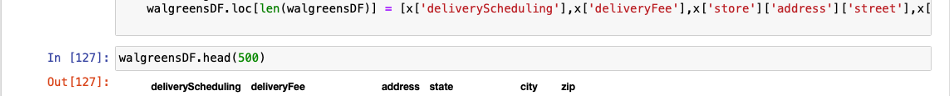 walgreensDF.loc[len(walgreensDF)] = [x['deliveryScheduling'],x['deliveryFee'],x['store']['address']['street'],x[
In [127]: walgreensDF.head(500)
Out[127]:
deliveryScheduling deliveryFee address state city zip